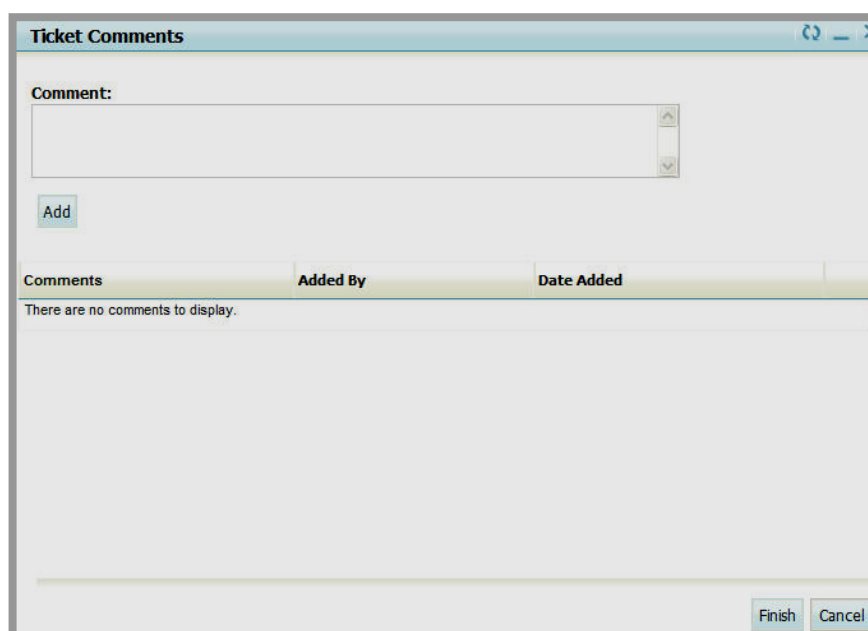 Ticket Comments
Comment:
Add
Comments Added By Date Added
There are no comments to display.
Finish Cancel